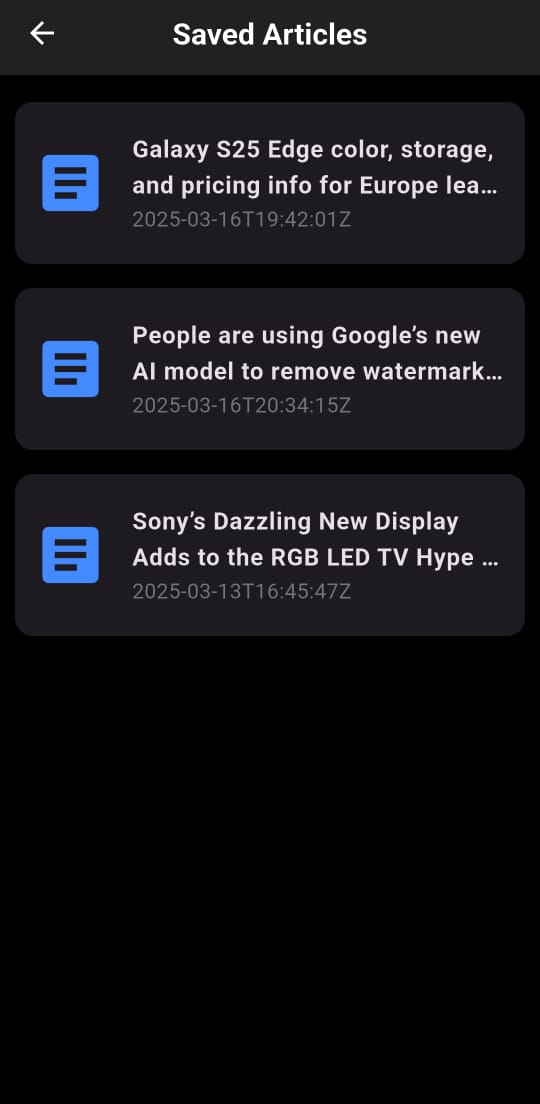 Saved Articles
Galaxy S25 Edge color, storage,
and pricing info for Europe lea…
2025-03-16T19:42:01Z
People are using Google’s new
AI model to remove watermark…
2025-03-16T20:34:15Z
Sony’s Dazzling New Display
Adds to the RGB LED TV Hype …
2025-03-13T16:45:47Z